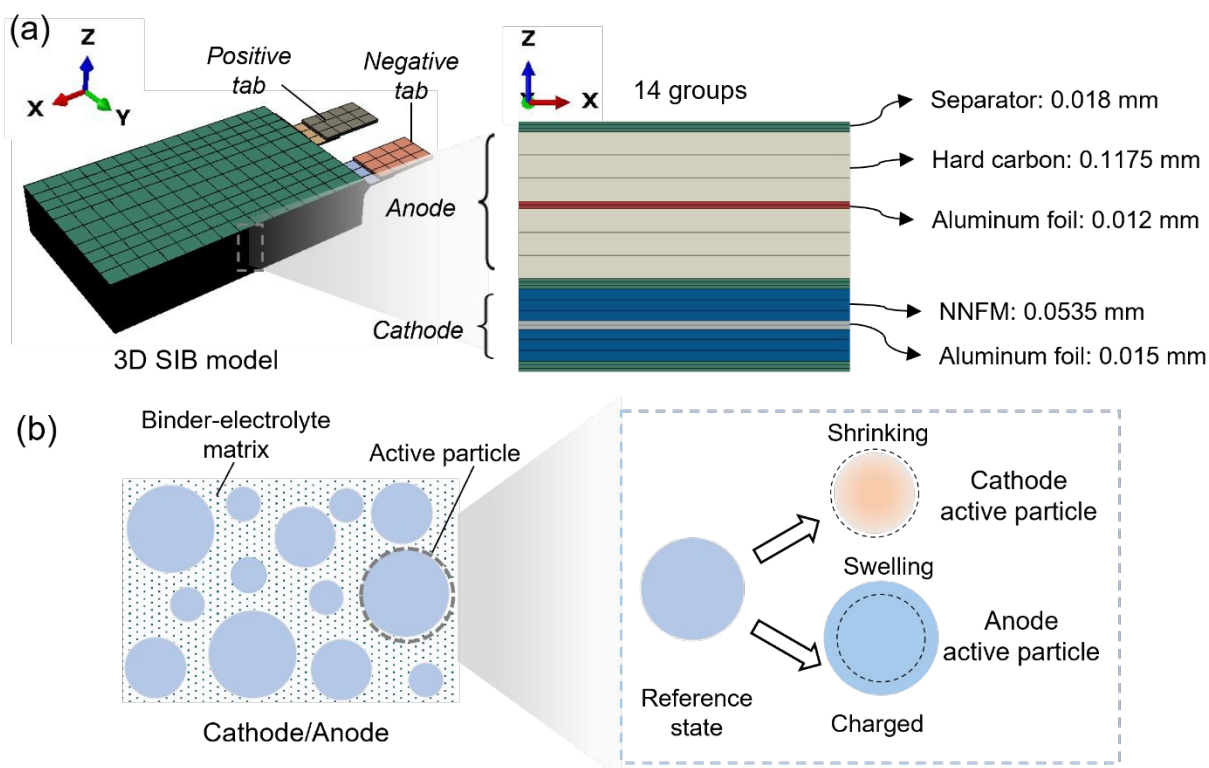 (a)
Z
X
Y
Positive
tab
Negative
tab
3D SIB model
Z
Y
X
14 groups
Anode
Cathode
Separator: 0.018 mm
Hard carbon: 0.1175 mm
Aluminum foil: 0.012 mm
NNFM: 0.0535 mm
Aluminum foil: 0.015 mm
(b)
Binder-electrolyte
matrix
Active particle
Cathode/Anode
Shrinking
Cathode
active particle
Swelling
Anode
active particle
Reference
state
Charged